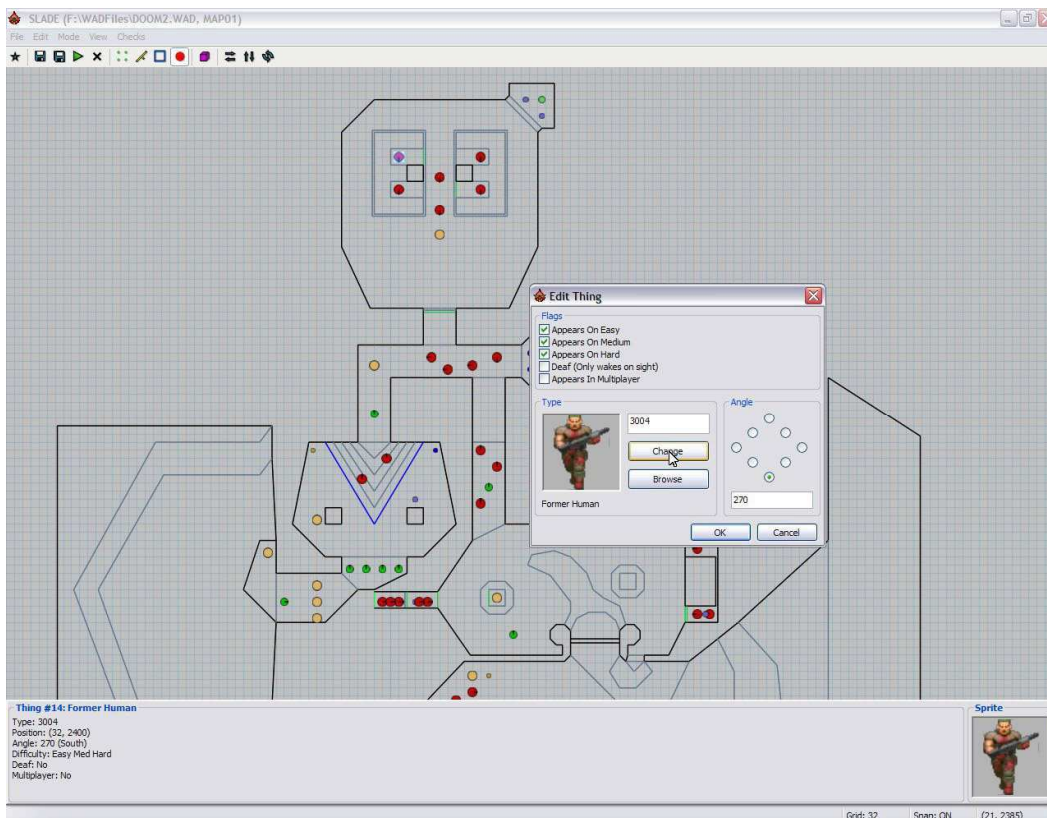 SLADE (F:\WADFiles\DOOM2.WAD, MAP01)
File Edit Mode View Checks
Edit Thing
Flags
Appears On Easy
Appears On Medium
Appears On Hard
Deaf (Only wakes on sight)
Appears In Multiplayer
Type
Angle
3004
Change
Browse
Former Human
270
OK Cancel
Thing #14: Former Human
Type: 3004
Position: (32, 2400)
Angle: 270 (South)
Difficulty: Easy Med Hard
Deaf: No
Multiplayer: No
Sprite
Grid: 32 Snap: ON (21, 2385)